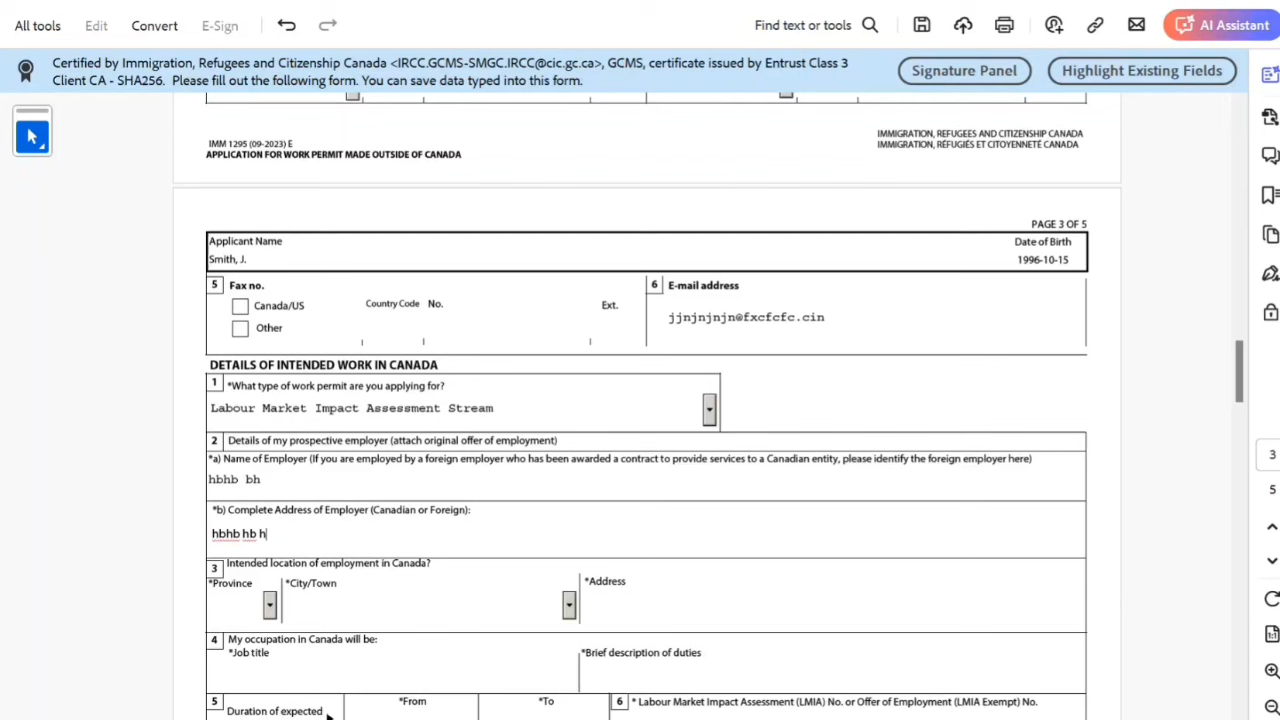 All tools Edit Convert E-Sign Find text or tools AI Assistant
Certified by Immigration, Refugees and Citizenship Canada <IRCC.GCMS-SMGC.IRCC@cic.gc.ca>, GCMS, certificate issued by Entrust Class 3
Client CA - SHA256. Please fill out the following form. You can save data typed into this form.
Signature Panel Highlight Existing Fields
IMM 1295 (09-2023) E
APPLICATION FOR WORK PERMIT MADE OUTSIDE OF CANADA
IMMIGRATION, REFUGEES AND CITIZENSHIP CANADA
IMMIGRATION, RÉFUGIÉS ET CITOYENNETÉ CANADA
PAGE 3 OF 5
Applicant Name Date of Birth
Smith, J. 1996-10-15
5 Fax no. 6 E-mail address
Canada/US Country Code No. Ext.
jjnjnjnjn@fxcfcfc.cin
Other
DETAILS OF INTENDED WORK IN CANADA
1 *What type of work permit are you applying for?
Labour Market Impact Assessment Stream
2 Details of my prospective employer (attach original offer of employment)
*a) Name of Employer (If you are employed by a foreign employer who has been awarded a contract to provide services to a Canadian entity, please identify the foreign employer here)
hbhb bh
*b) Complete Address of Employer (Canadian or Foreign):
hbhb hb h
3 Intended location of employment in Canada?
*Province *City/Town *Address
4 My occupation in Canada will be:
*Job title *Brief description of duties
5 Duration of expected *From *To 6 * Labour Market Impact Assessment (LMIA) No. or Offer of Employment (LMIA Exempt) No.
3
5